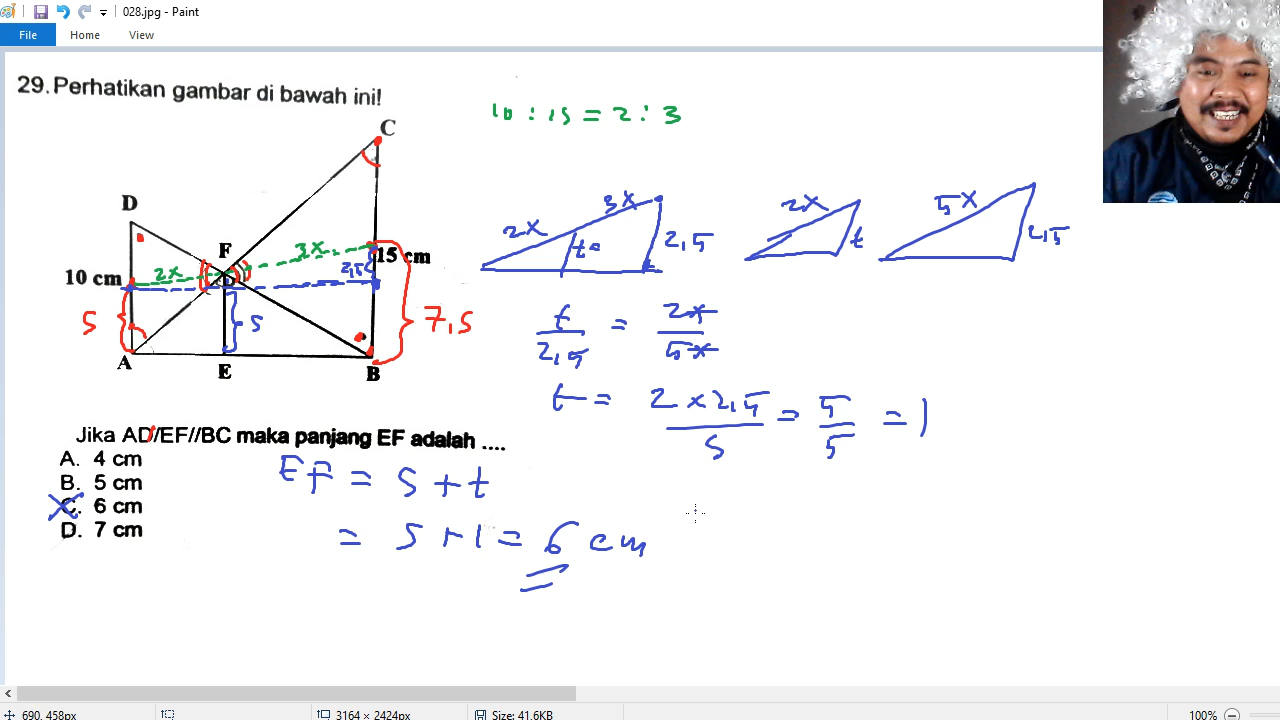 028.jpg - Paint
File Home View
29. Perhatikan gambar di bawah ini!
10 : 15 = 2 : 3
C
D
F
10 cm
15 cm
2x
3x
2,5
5
5
7,5
A
E
B
2x
3x
t
2,5
2x
t
5x
2,5
t/2,5 = 2x/5x
t = 2 x 2,5/5 = 5/5 = 1
Jika AD//EF//BC maka panjang EF adalah ....
A. 4 cm
B. 5 cm
C. 6 cm
D. 7 cm
EF = 5 + t
= 5 + 1 = 6 cm
690, 458px
3164 × 2424px
Size: 41.6KB
100%